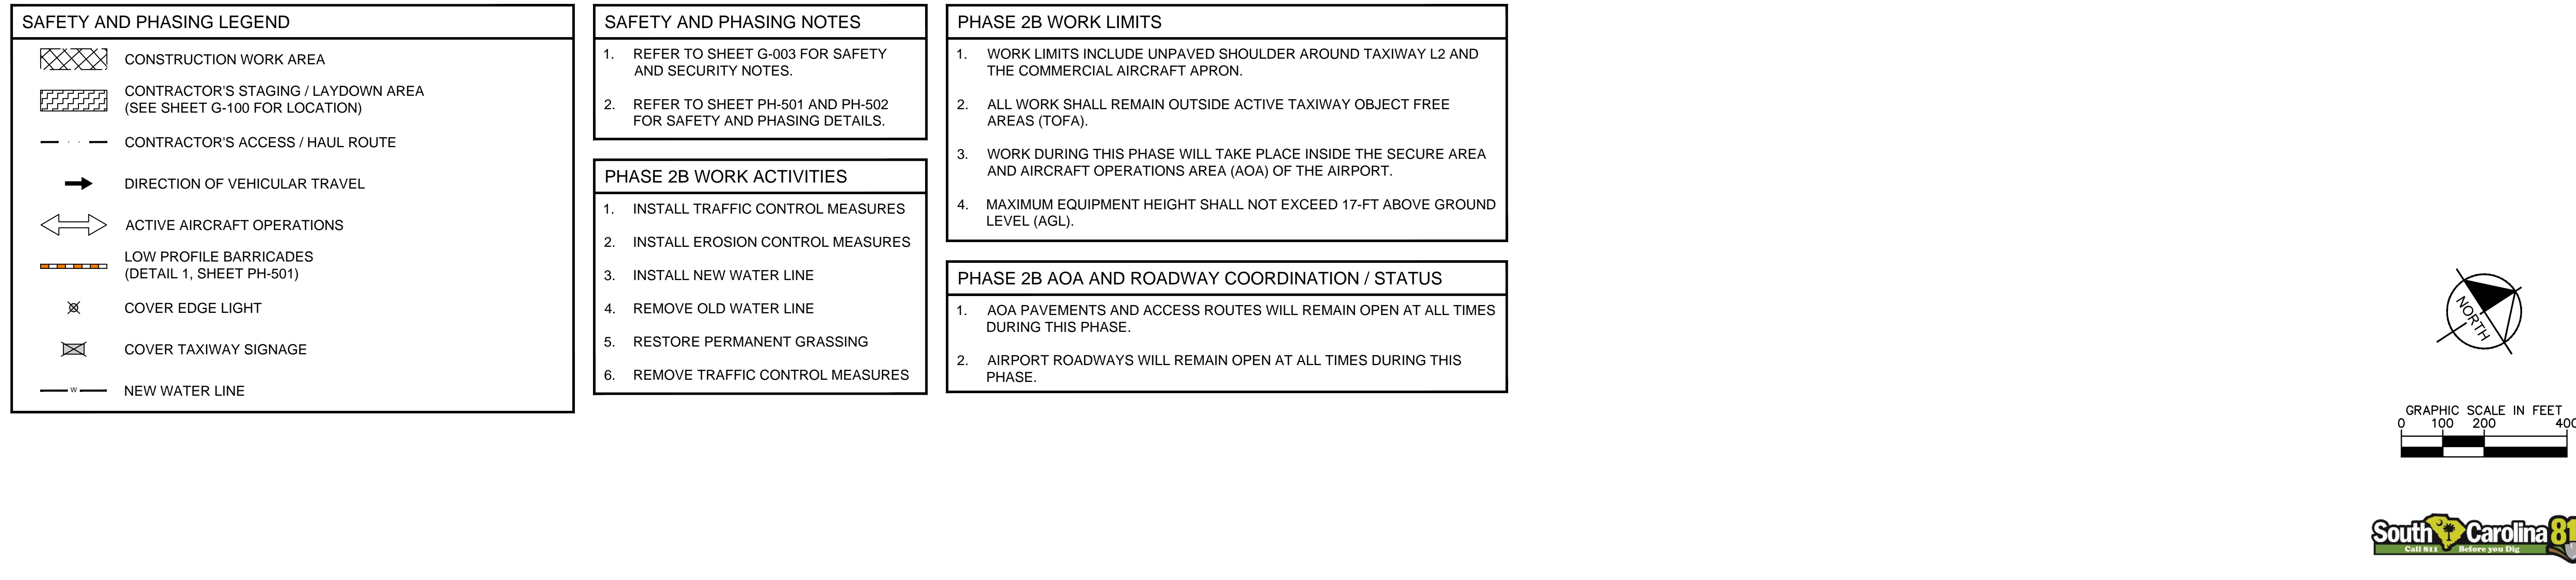 SAFETY AND PHASING LEGEND
CONSTRUCTION WORK AREA
CONTRACTOR'S STAGING / LAYDOWN AREA
(SEE SHEET G-100 FOR LOCATION)
CONTRACTOR'S ACCESS / HAUL ROUTE
DIRECTION OF VEHICULAR TRAVEL
ACTIVE AIRCRAFT OPERATIONS
LOW PROFILE BARRICADES
(DETAIL 1, SHEET PH-501)
COVER EDGE LIGHT
COVER TAXIWAY SIGNAGE
W NEW WATER LINE
SAFETY AND PHASING NOTES
1. REFER TO SHEET G-003 FOR SAFETY
AND SECURITY NOTES.
2. REFER TO SHEET PH-501 AND PH-502
FOR SAFETY AND PHASING DETAILS.
PHASE 2B WORK ACTIVITIES
1. INSTALL TRAFFIC CONTROL MEASURES
2. INSTALL EROSION CONTROL MEASURES
3. INSTALL NEW WATER LINE
4. REMOVE OLD WATER LINE
5. RESTORE PERMANENT GRASSING
6. REMOVE TRAFFIC CONTROL MEASURES
PHASE 2B WORK LIMITS
1. WORK LIMITS INCLUDE UNPAVED SHOULDER AROUND TAXIWAY L2 AND
THE COMMERCIAL AIRCRAFT APRON.
2. ALL WORK SHALL REMAIN OUTSIDE ACTIVE TAXIWAY OBJECT FREE
AREAS (TOFA).
3. WORK DURING THIS PHASE WILL TAKE PLACE INSIDE THE SECURE AREA
AND AIRCRAFT OPERATIONS AREA (AOA) OF THE AIRPORT.
4. MAXIMUM EQUIPMENT HEIGHT SHALL NOT EXCEED 17-FT ABOVE GROUND
LEVEL (AGL).
PHASE 2B AOA AND ROADWAY COORDINATION / STATUS
1. AOA PAVEMENTS AND ACCESS ROUTES WILL REMAIN OPEN AT ALL TIMES
DURING THIS PHASE.
2. AIRPORT ROADWAYS WILL REMAIN OPEN AT ALL TIMES DURING THIS
PHASE.
NORTH
GRAPHIC SCALE IN FEET
0 100 200 400
South Carolina 81
Call 811 Before you Dig